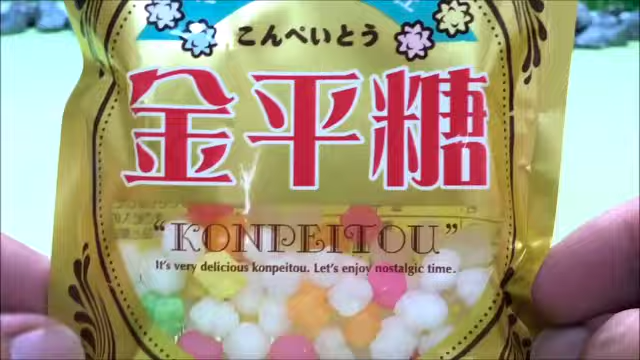 こんぺいとう
金平糖
"KONPEITOU"
It's very delicious konpeitou. Let's enjoy nostalgic time.